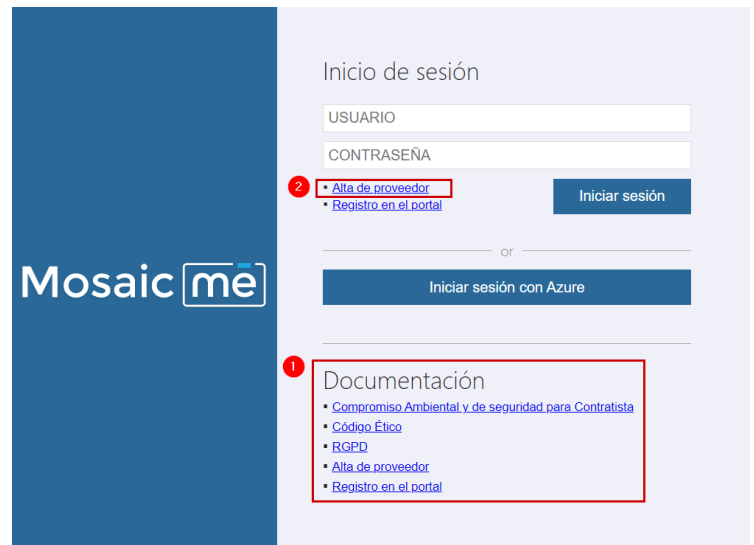 Mosaic mē
Inicio de sesión
USUARIO
CONTRASEÑA
2
▪ Alta de proveedor
▪ Registro en el portal
Iniciar sesión
or
Iniciar sesión con Azure
1
Documentación
▪ Compromiso Ambiental y de seguridad para Contratista
▪ Código Ético
▪ RGPD
▪ Alta de proveedor
▪ Registro en el portal